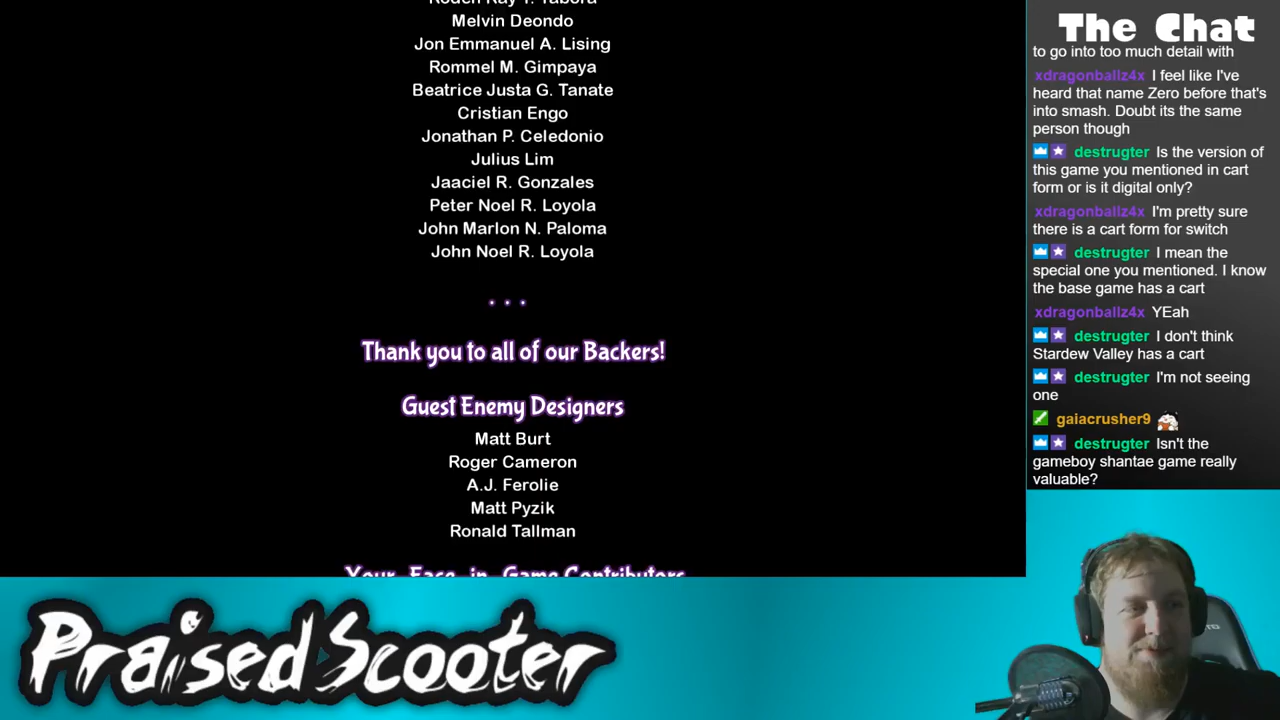 Melvin Deondo
Jon Emmanuel A. Lising
Rommel M. Gimpaya
Beatrice Justa G. Tanate
Cristian Engo
Jonathan P. Celedonio
Julius Lim
Jaaciel R. Gonzales
Peter Noel R. Loyola
John Marlon N. Paloma
John Noel R. Loyola
. . .
Thank you to all of our Backers!
Guest Enemy Designers
Matt Burt
Roger Cameron
A.J. Ferolie
Matt Pyzik
Ronald Tallman
Your Face in Game Contributors
The Chat
to go into too much detail with
xdragonballz4x I feel like I've
heard that name Zero before that's
into smash. Doubt its the same
person though
destrugter Is the version of
this game you mentioned in cart
form or is it digital only?
xdragonballz4x I'm pretty sure
there is a cart form for switch
destrugter I mean the
special one you mentioned. I know
the base game has a cart
xdragonballz4x YEah
destrugter I don't think
Stardew Valley has a cart
destrugter I'm not seeing
one
gaiacrusher9
destrugter Isn't the
gameboy shantae game really
valuable?
PraisedScooter